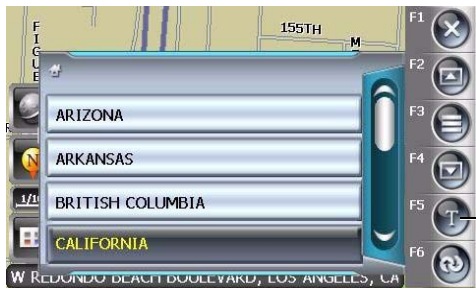 155TH
M
F
I
G
U
E
ARIZONA
ARKANSAS
BRITISH COLUMBIA
CALIFORNIA
N
W REDONDO BEACH BOULEVARD, LOS ANGELES, CA
F1
F2
F3
F4
F5
T
F6